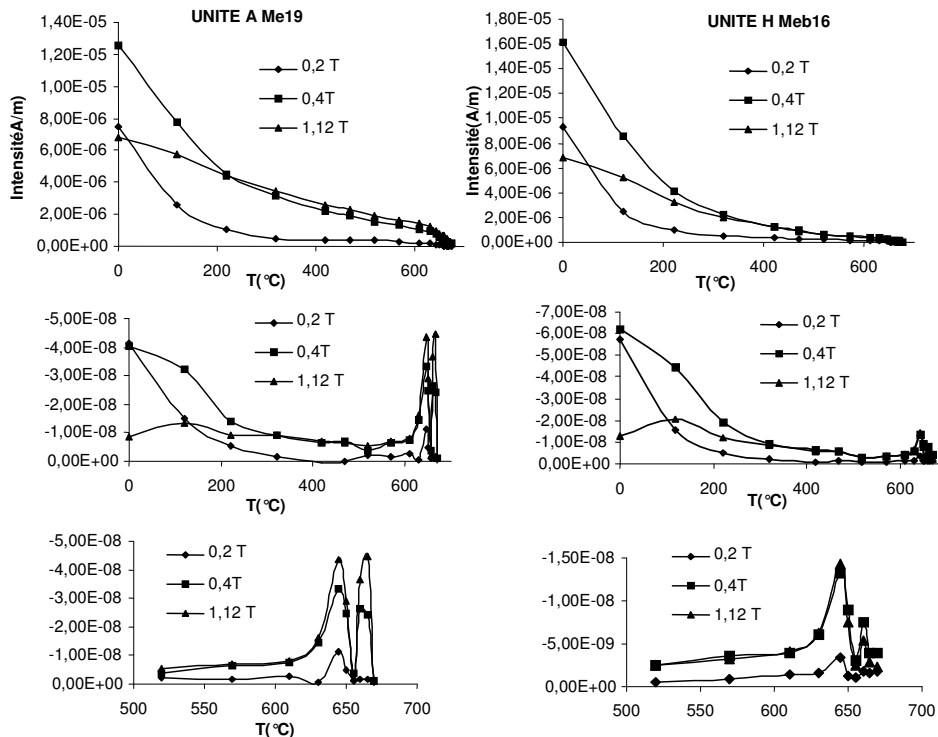 UNITE A Me19
1,40E-05
1,20E-05
1,00E-05
8,00E-06
6,00E-06
4,00E-06
2,00E-06
0,00E+00
IntensitéA/m)
0,2 T
0,4T
1,12 T
0 200 400 600
T(°C)
UNITE H Meb16
1,80E-05
1,60E-05
1,40E-05
1,20E-05
1,00E-05
8,00E-06
6,00E-06
4,00E-06
2,00E-06
0,00E+00
Intensité(A/m)
0,2 T
0,4T
1,12 T
0 200 400 600
T(°C)
-5,00E-08
-4,00E-08
-3,00E-08
-2,00E-08
-1,00E-08
0,00E+00
0,2 T
0,4T
1,12 T
0 200 400 600
T(°C)
-7,00E-08
-6,00E-08
-5,00E-08
-4,00E-08
-3,00E-08
-2,00E-08
-1,00E-08
0,00E+00
0,2 T
0,4T
1,12 T
0 200 400 600
T(°C)
-5,00E-08
-4,00E-08
-3,00E-08
-2,00E-08
-1,00E-08
0,00E+00
0,2 T
0,4T
1,12 T
500 550 600 650 700
T(°C)
-1,50E-08
-1,00E-08
-5,00E-09
0,00E+00
0,2 T
0,4T
1,12 T
500 550 600 650 700
T(°C)